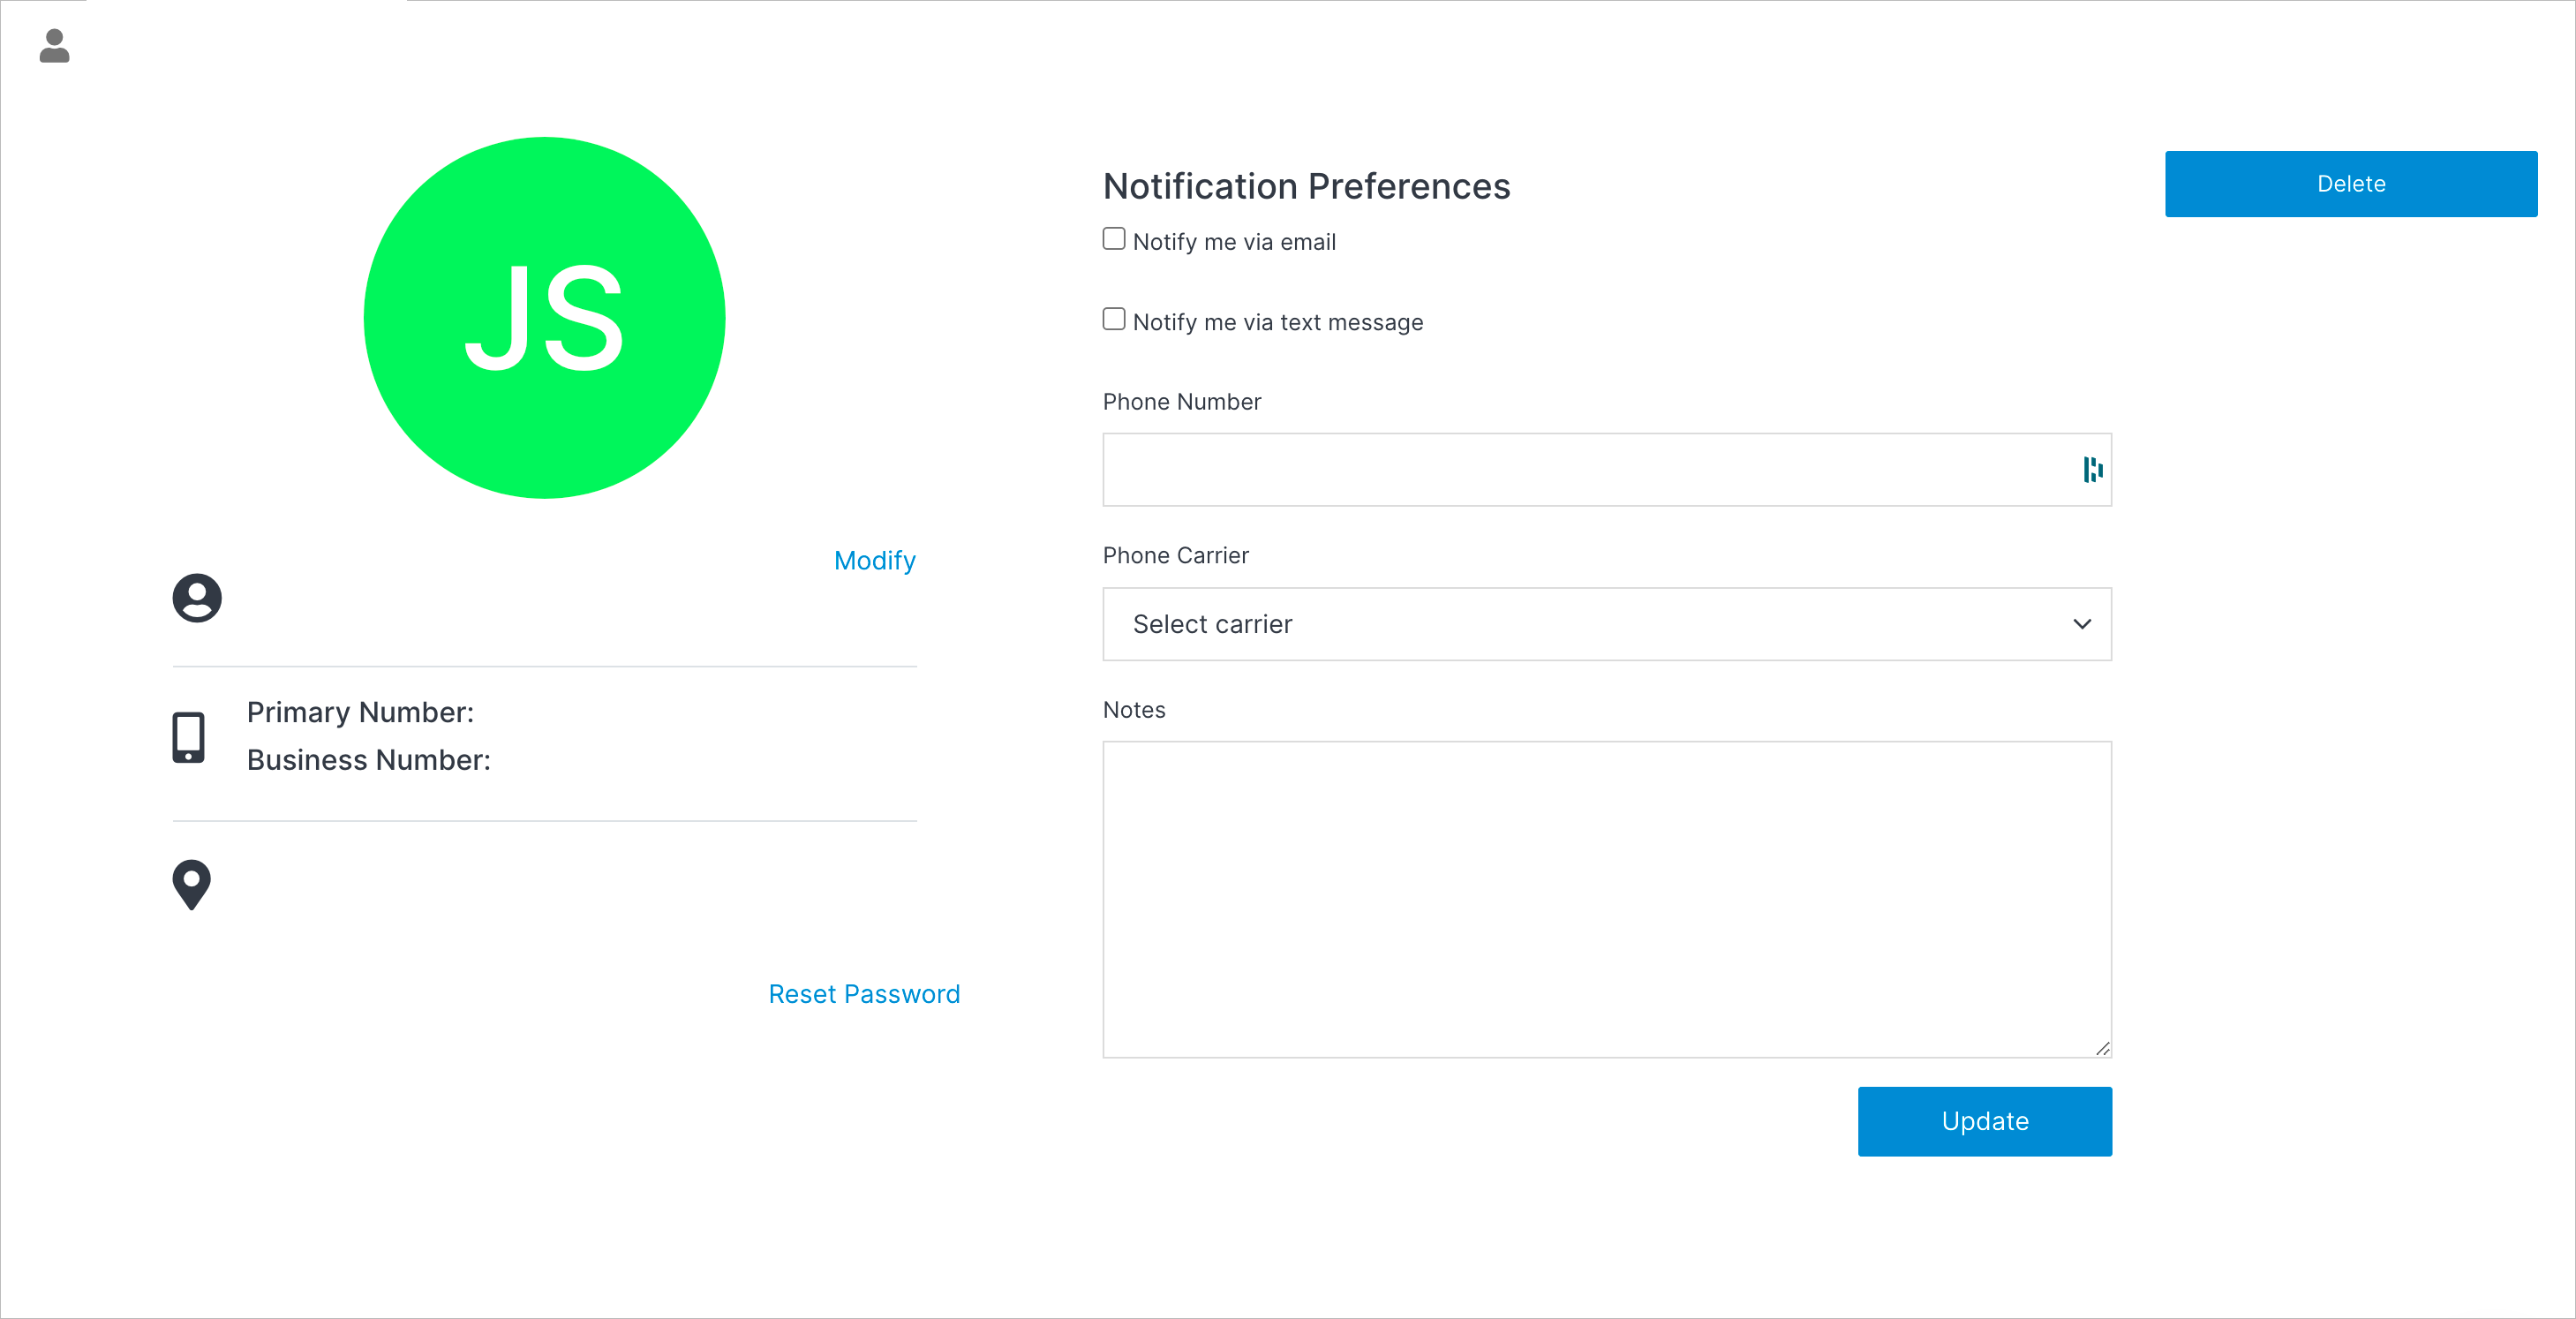 JS
Modify
Primary Number:
Business Number:
Reset Password
Notification Preferences
Notify me via email
Notify me via text message
Phone Number
Phone Carrier
Select carrier
Notes
Update
Delete